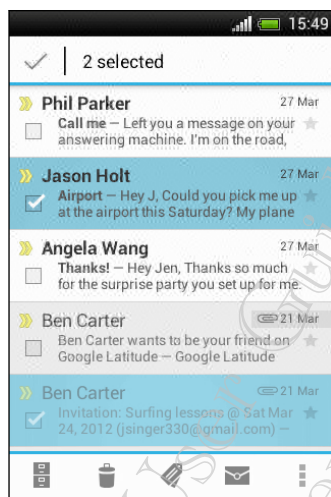 15:49
2 selected
Phil Parker 27 Mar
Call me — Left you a message on your
answering machine. I'm on the road,
Jason Holt 27 Mar
Airport — Hey J, Could you pick me up
at the airport this Saturday? My plane
Angela Wang 27 Mar
Thanks! — Hey Jen, Thanks so much
for the surprise party you set up for me.
Ben Carter 21 Mar
Ben Carter wants to be your friend on
Google Latitude — Google Latitude
Ben Carter 21 Mar
Invitation: Surfing lessons @ Sat Mar
24, 2012 (jsinger330@gmail.com) —